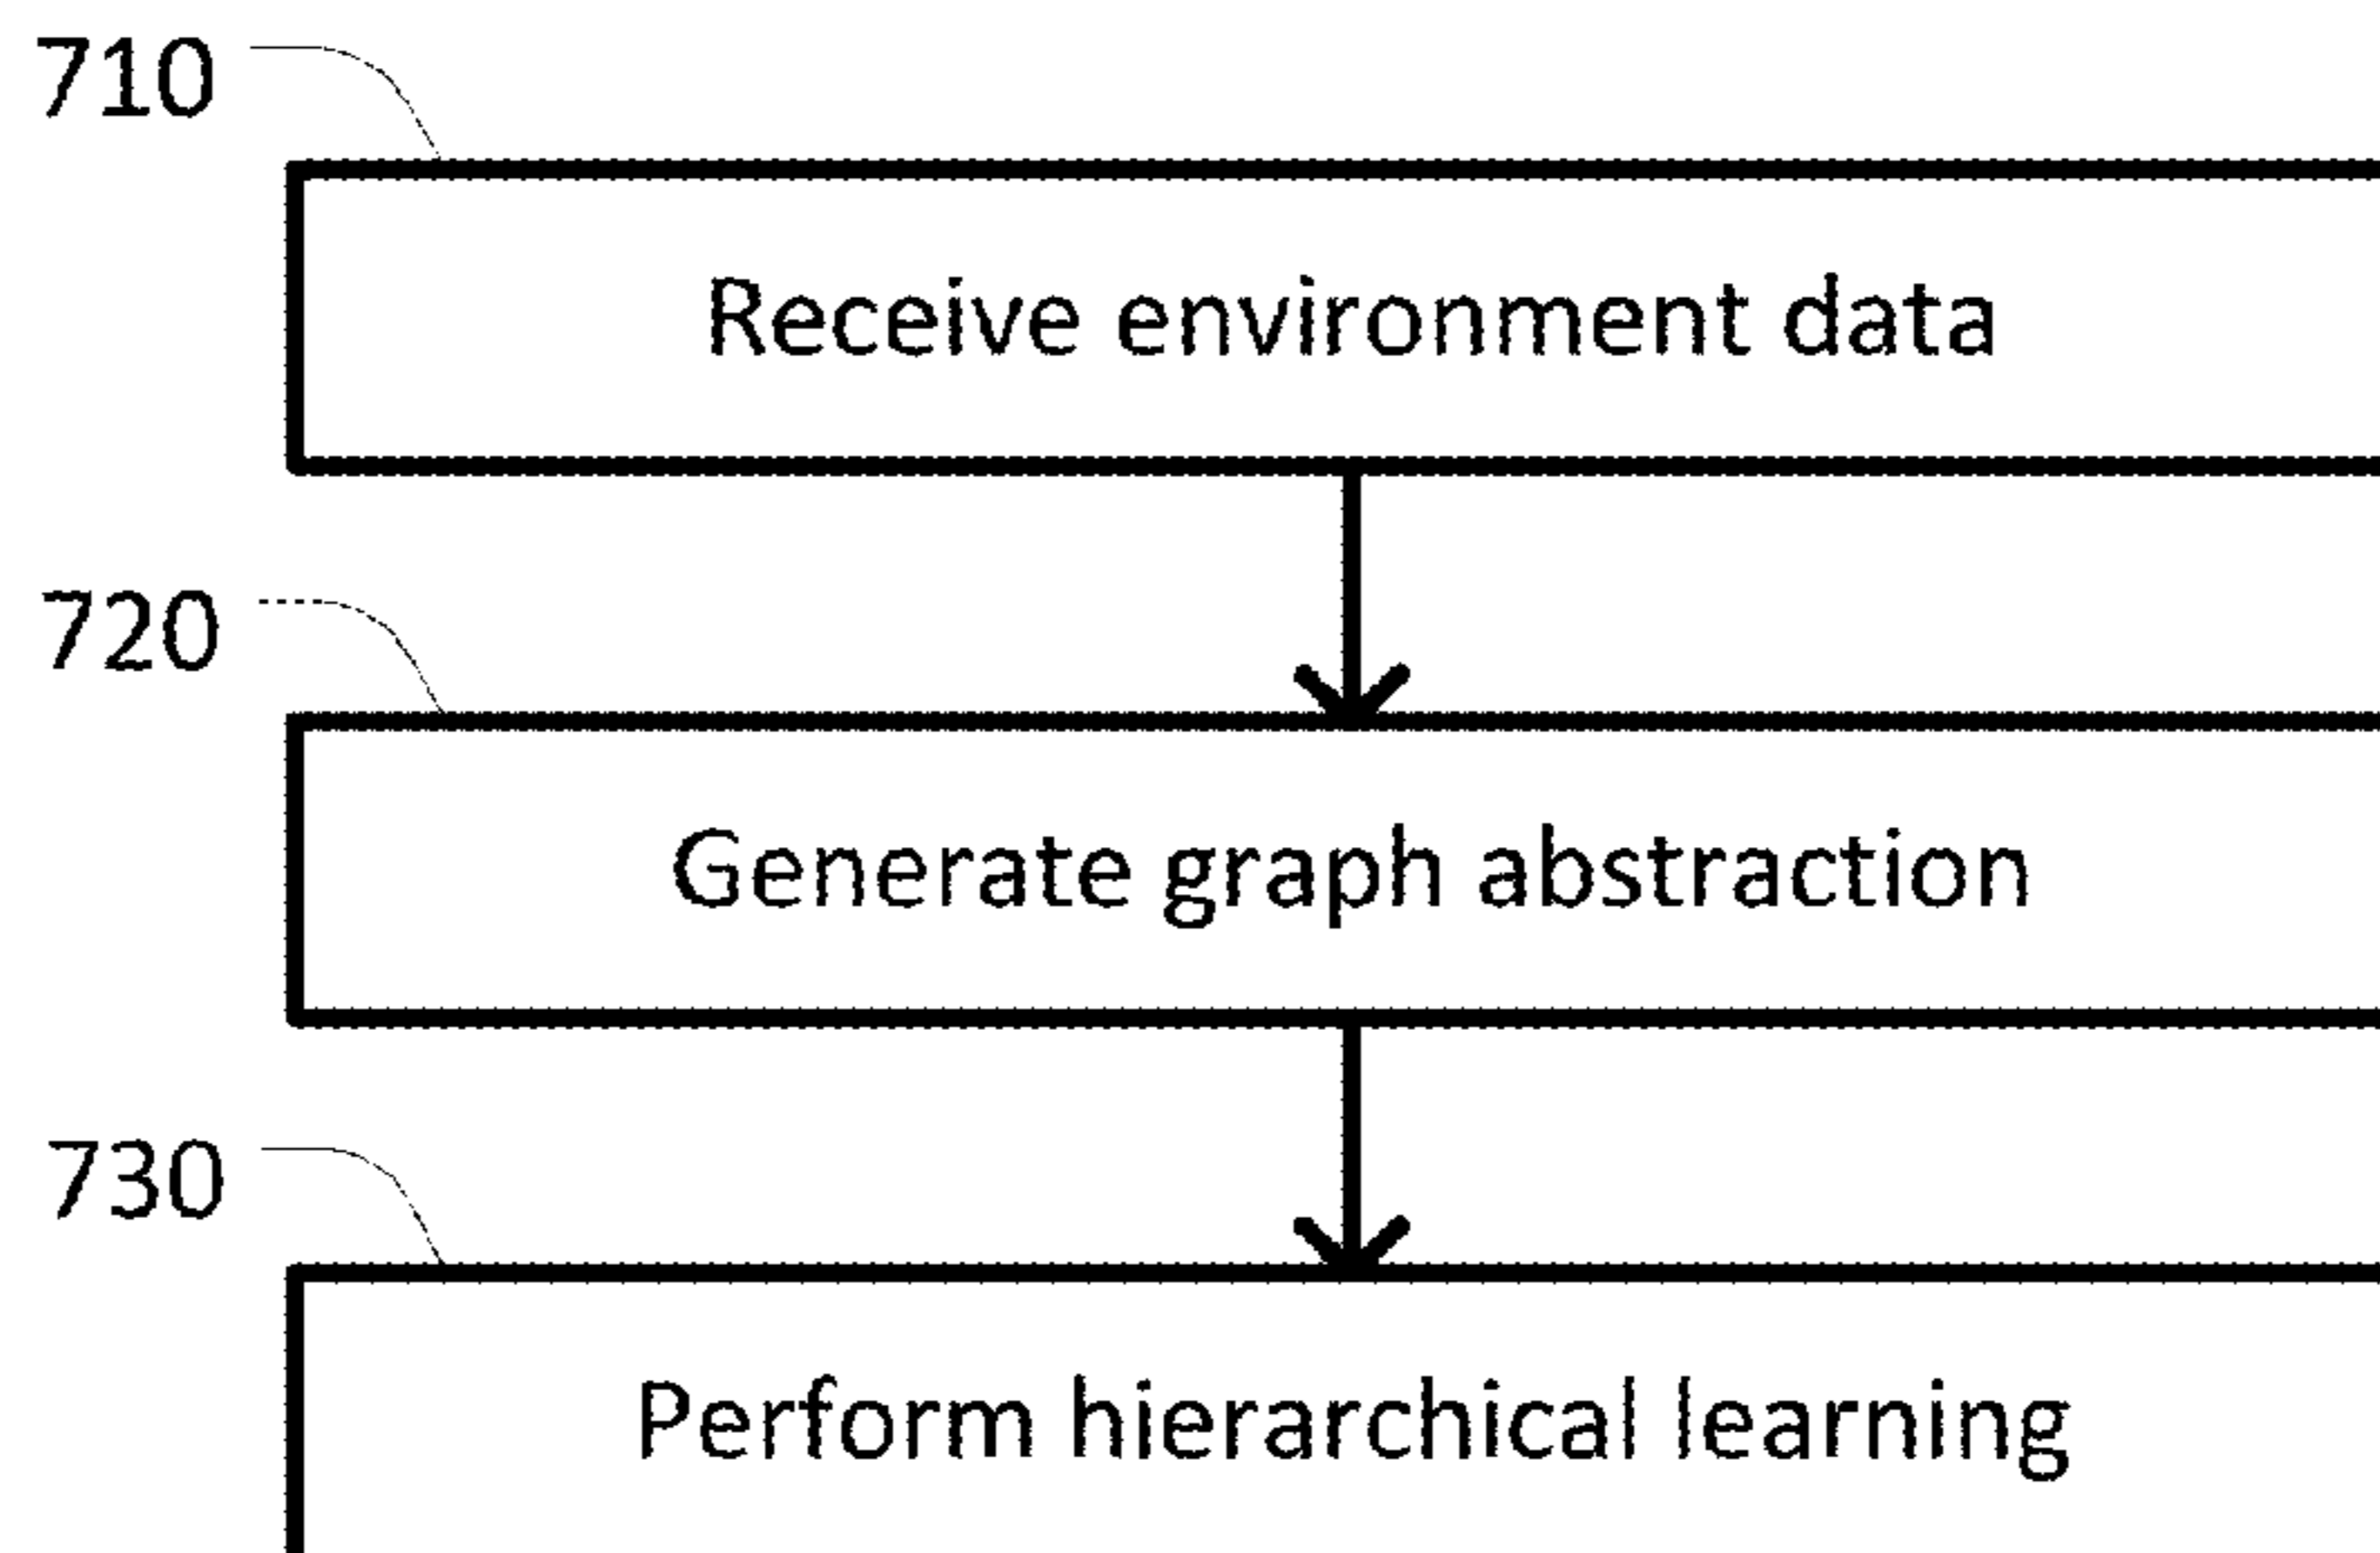 710
Receive environment data
720
Generate graph abstraction
730
Perform hierarchical learning